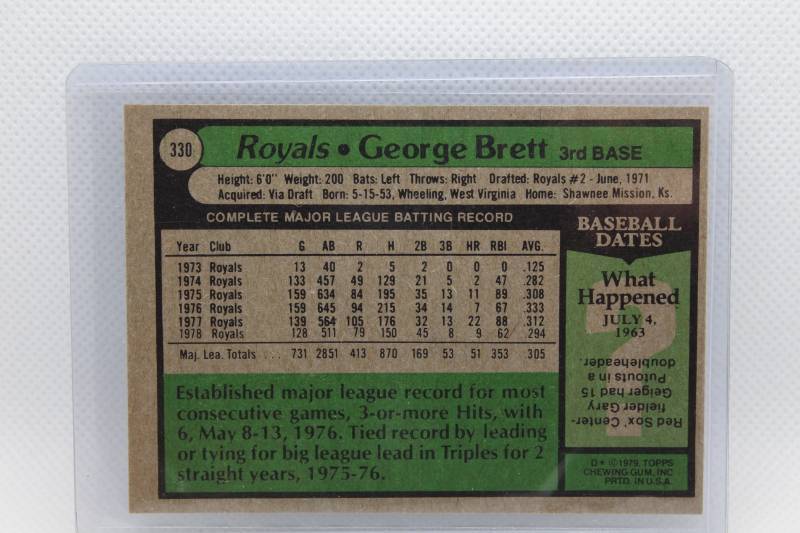 330
Royals • George Brett 3rd BASE
Height: 6'0" Weight: 200 Bats: Left Throws: Right Drafted: Royals #2 - June, 1971
Acquired: Via Draft Born: 5-15-53, Wheeling, West Virginia Home: Shawnee Mission, Ks.
COMPLETE MAJOR LEAGUE BATTING RECORD
Year Club G AB R H 2B 3B HR RBI AVG.
1973 Royals 13 40 2 5 2 0 0 0 .125
1974 Royals 133 457 49 129 21 5 2 47 .282
1975 Royals 159 634 84 195 35 13 11 89 .308
1976 Royals 159 645 94 215 34 14 7 67 .333
1977 Royals 139 564 105 176 32 13 22 88 .312
1978 Royals 128 511 79 150 45 8 9 62 .294
Maj. Lea. Totals ... 731 2851 413 870 169 53 51 353 .305
Established major league record for most
consecutive games, 3-or-more Hits, with
6, May 8-13, 1976. Tied record by leading
or tying for big league lead in Triples for 2
straight years, 1975-76.
BASEBALL
DATES
What
Happened
JULY 4,
1963
?
Red Sox' Center-
fielder Gary
Geiger had 15
Putouts in a
doubleheader.
D* © 1979, TOPPS
CHEWING GUM, INC
PRTD. IN U.S.A.